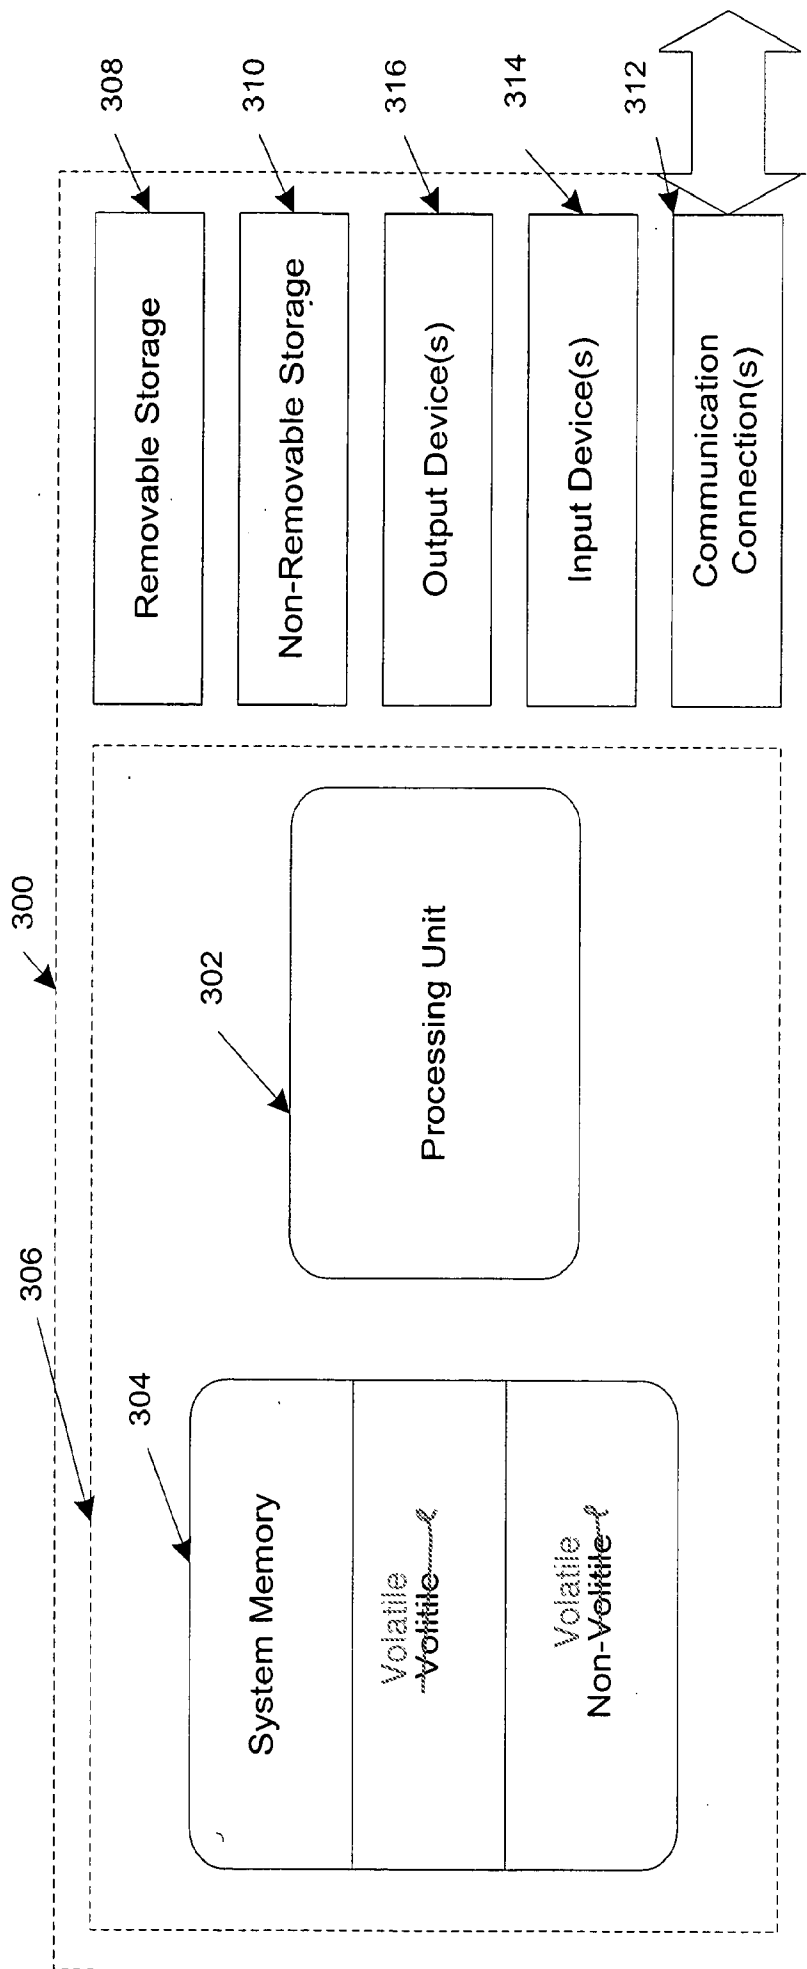 300
306
304
System Memory
Volatile
Volitile
Volatile
Non-Volitile
302
Processing Unit
308
Removable Storage
310
Non-Removable Storage
316
Output Device(s)
314
Input Device(s)
312
Communication
Connection(s)